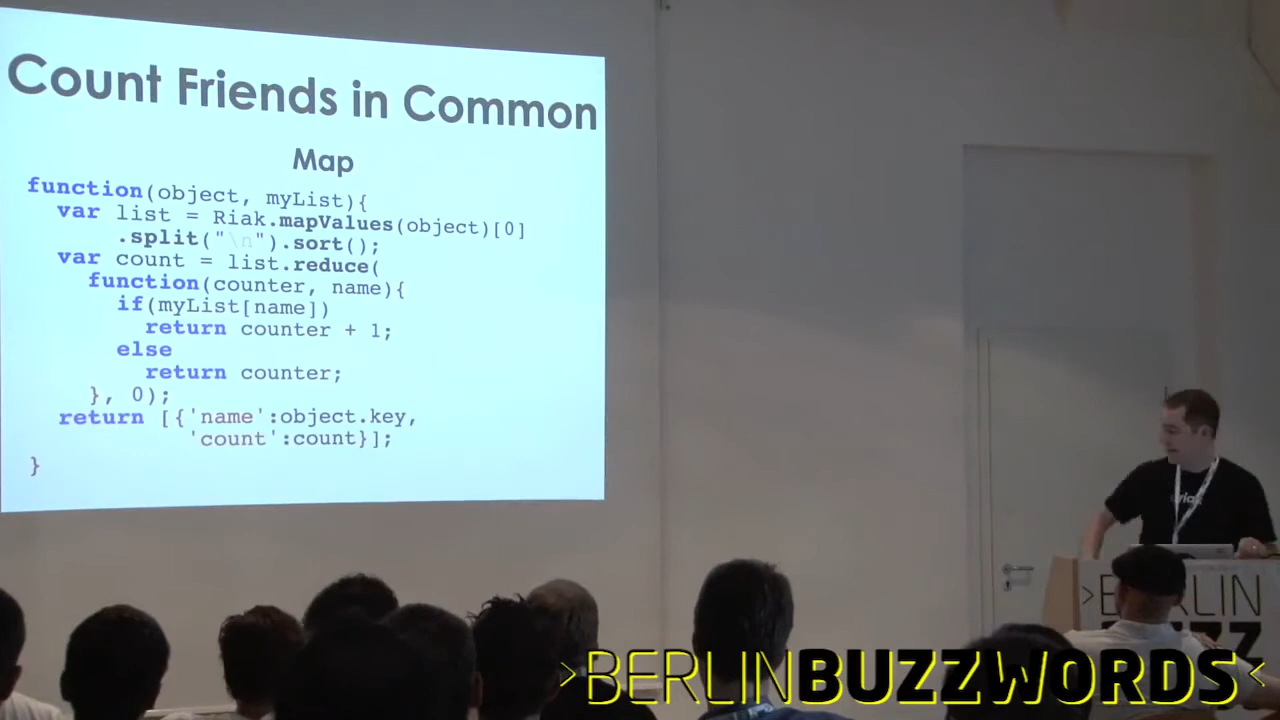 Count Friends in Common
Map
function(object, myList){
var list = Riak.mapValues(object)[0]
.split("\n").sort();
var count = list.reduce(
function(counter, name){
if(myList[name])
return counter + 1;
else
return counter;
}, 0);
return [{'name':object.key,
'count':count}];
}
>BERLIN
>BERLINBUZZWORDS<